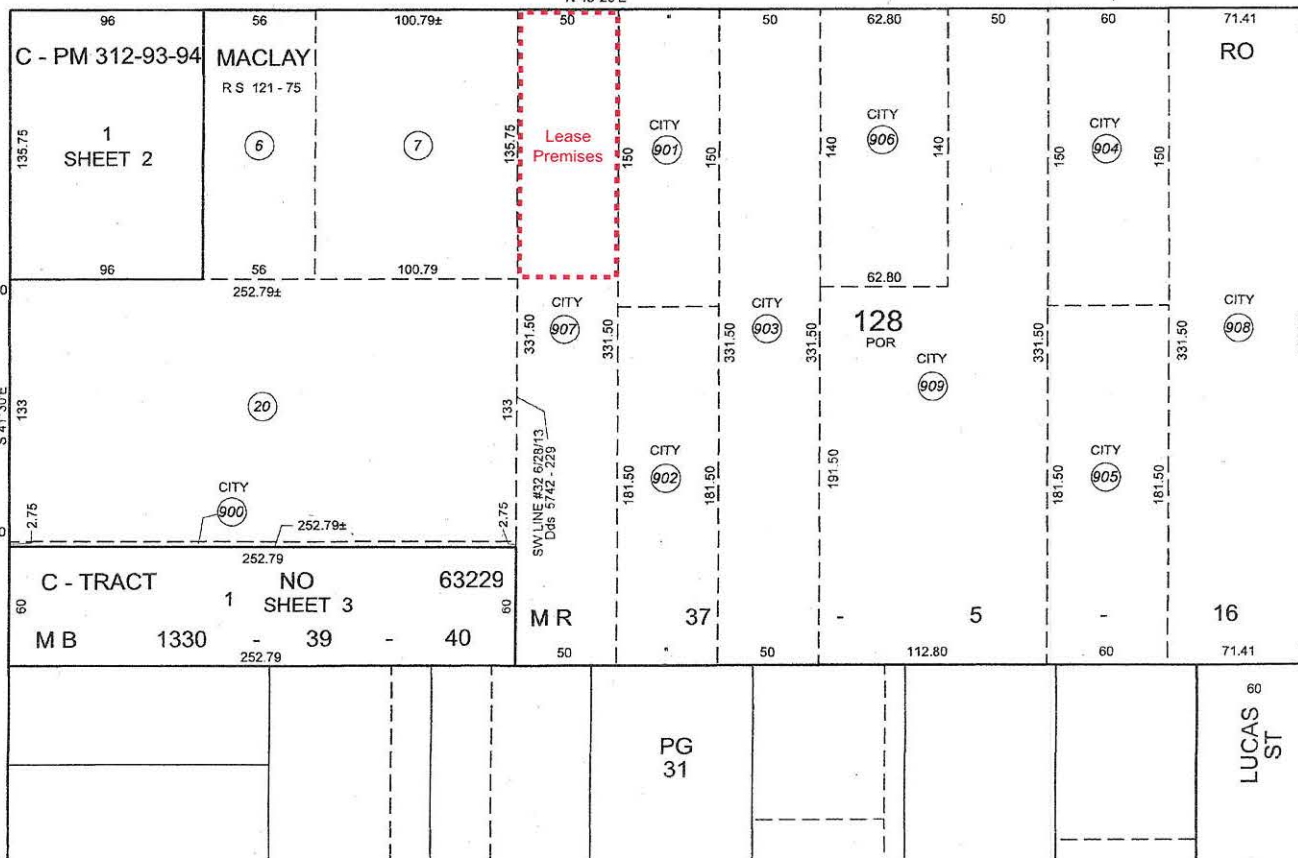 96 56 100.79± 50 " 50 62.80 50 60 71.41
C - PM 312-93-94 MACLAY RO
R S 121 - 75
135.75
1
SHEET 2
6
7
135.75
Lease
Premises
150
CITY
901
150
140
CITY
906
140
150
CITY
904
150
96 56 100.79
252.79±
62.80
S 41°30'E
133
20
133
331.50
CITY
907
331.50
331.50
CITY
903
331.50
128
POR
CITY
909
331.50
331.50
CITY
908
SW LINE #32 6/28/13
Dds 5742 - 229
181.50
CITY
902
181.50
191.50
181.50
CITY
905
181.50
2.75
CITY
900
252.79±
2.75
252.79
C - TRACT NO 63229
60
1 SHEET 3
60
M B 1330 - 39 - 40
252.79
M R 37 - 5 - 16
50 " 50 112.80 60 71.41
PG
31
60
LUCAS
ST